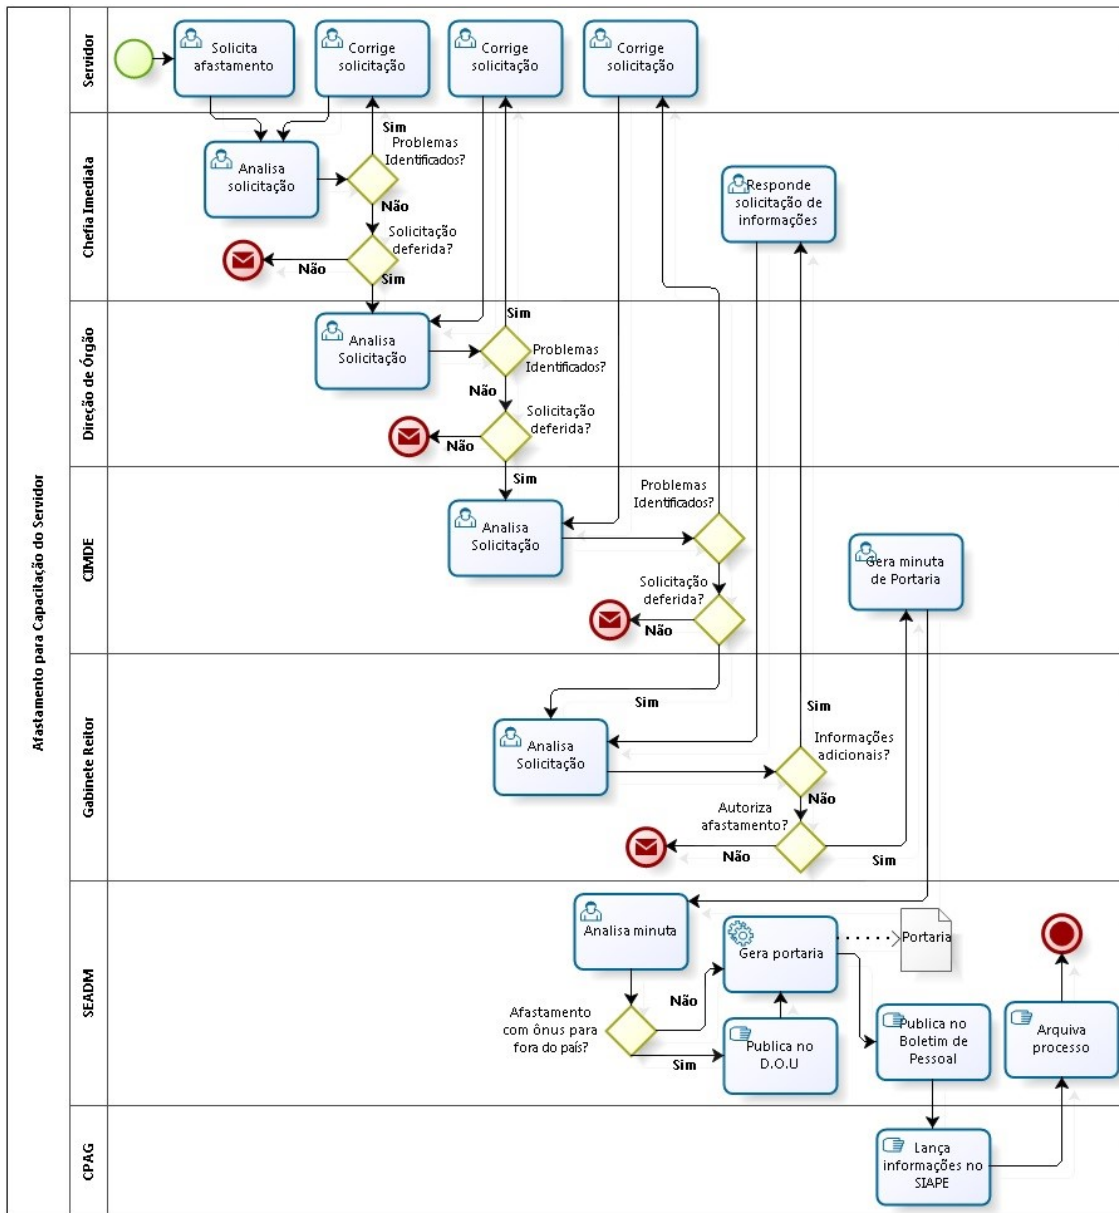 Afastamento para Capacitação do Servidor
Servidor
Solicita
afastamento
Corrige
solicitação
Corrige
solicitação
Corrige
solicitação
Chefia Imediata
Analisa
solicitação
Sim
Problemas
Identificados?
Não
Solicitação
deferida?
Não
Sim
Responde
solicitação de
informações
Direção de Órgão
Analisa
Solicitação
Sim
Problemas
Identificados?
Não
Solicitação
deferida?
Não
Sim
CIMDE
Analisa
Solicitação
Problemas
Identificados?
Solicitação
deferida?
Não
Gera minuta
de Portaria
Gabinete Reitor
Sim
Analisa
Solicitação
Sim
Informações
adicionais?
Não
Autoriza
afastamento?
Não
Sim
SEADM
Analisa minuta
Afastamento
com ônus para
fora do país?
Não
Sim
Gera portaria
Portaria
Publica no
D.O.U
Publica no
Boletim de
Pessoal
Arquiva
processo
CPAG
Lança
informações no
SIAPE